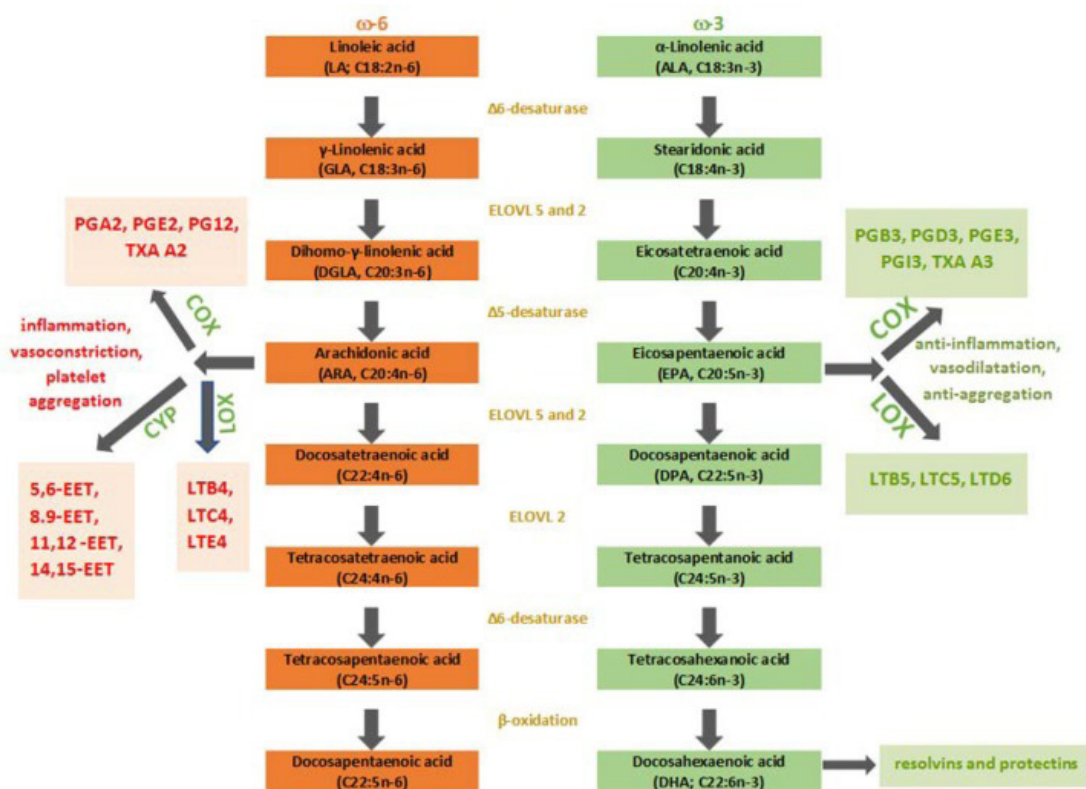 ω-6
ω-3
Linoleic acid
(LA; C18:2n-6)
α-Linolenic acid
(ALA, C18:3n-3)
Δ6-desaturase
γ-Linolenic acid
(GLA, C18:3n-6)
Stearidonic acid
(C18:4n-3)
ELOVL 5 and 2
PGA2, PGE2, PG12,
TXA A2
Dihomo-γ-linolenic acid
(DGLA, C20:3n-6)
Eicosatetraenoic acid
(C20:4n-3)
PGB3, PGD3, PGE3,
PGI3, TXA A3
Δ5-desaturase
COX
COX
inflammation,
vasoconstriction,
platelet
aggregation
Arachidonic acid
(ARA, C20:4n-6)
Eicosapentaenoic acid
(EPA, C20:5n-3)
anti-inflammation,
vasodilatation,
anti-aggregation
CYP
LOX
LOX
ELOVL 5 and 2
Docosatetraenoic acid
(C22:4n-6)
Docosapentaenoic acid
(DPA, C22:5n-3)
5,6-EET,
8.9-EET,
11,12 -EET,
14,15-EET
LTB4,
LTC4,
LTE4
LTB5, LTC5, LTD6
ELOVL 2
Tetracosatetraenoic acid
(C24:4n-6)
Tetracosapentanoic acid
(C24:5n-3)
Δ6-desaturase
Tetracosapentaenoic acid
(C24:5n-6)
Tetracosahexanoic acid
(C24:6n-3)
β-oxidation
Docosapentaenoic acid
(C22:5n-6)
Docosahexaenoic acid
(DHA; C22:6n-3)
resolvins and protectins